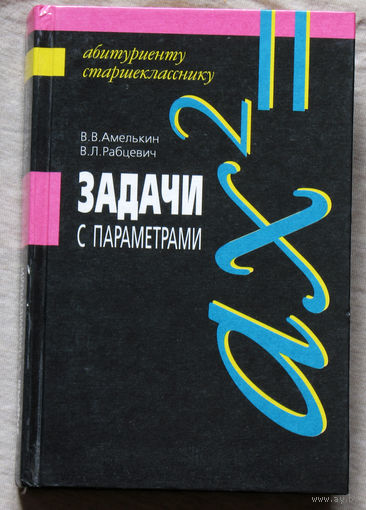 абитуриенту
старшекласснику
В.В.Амелькин
В.Л.Рабцевич
ЗАДАЧИ
С ПАРАМЕТРАМИ
ax²=